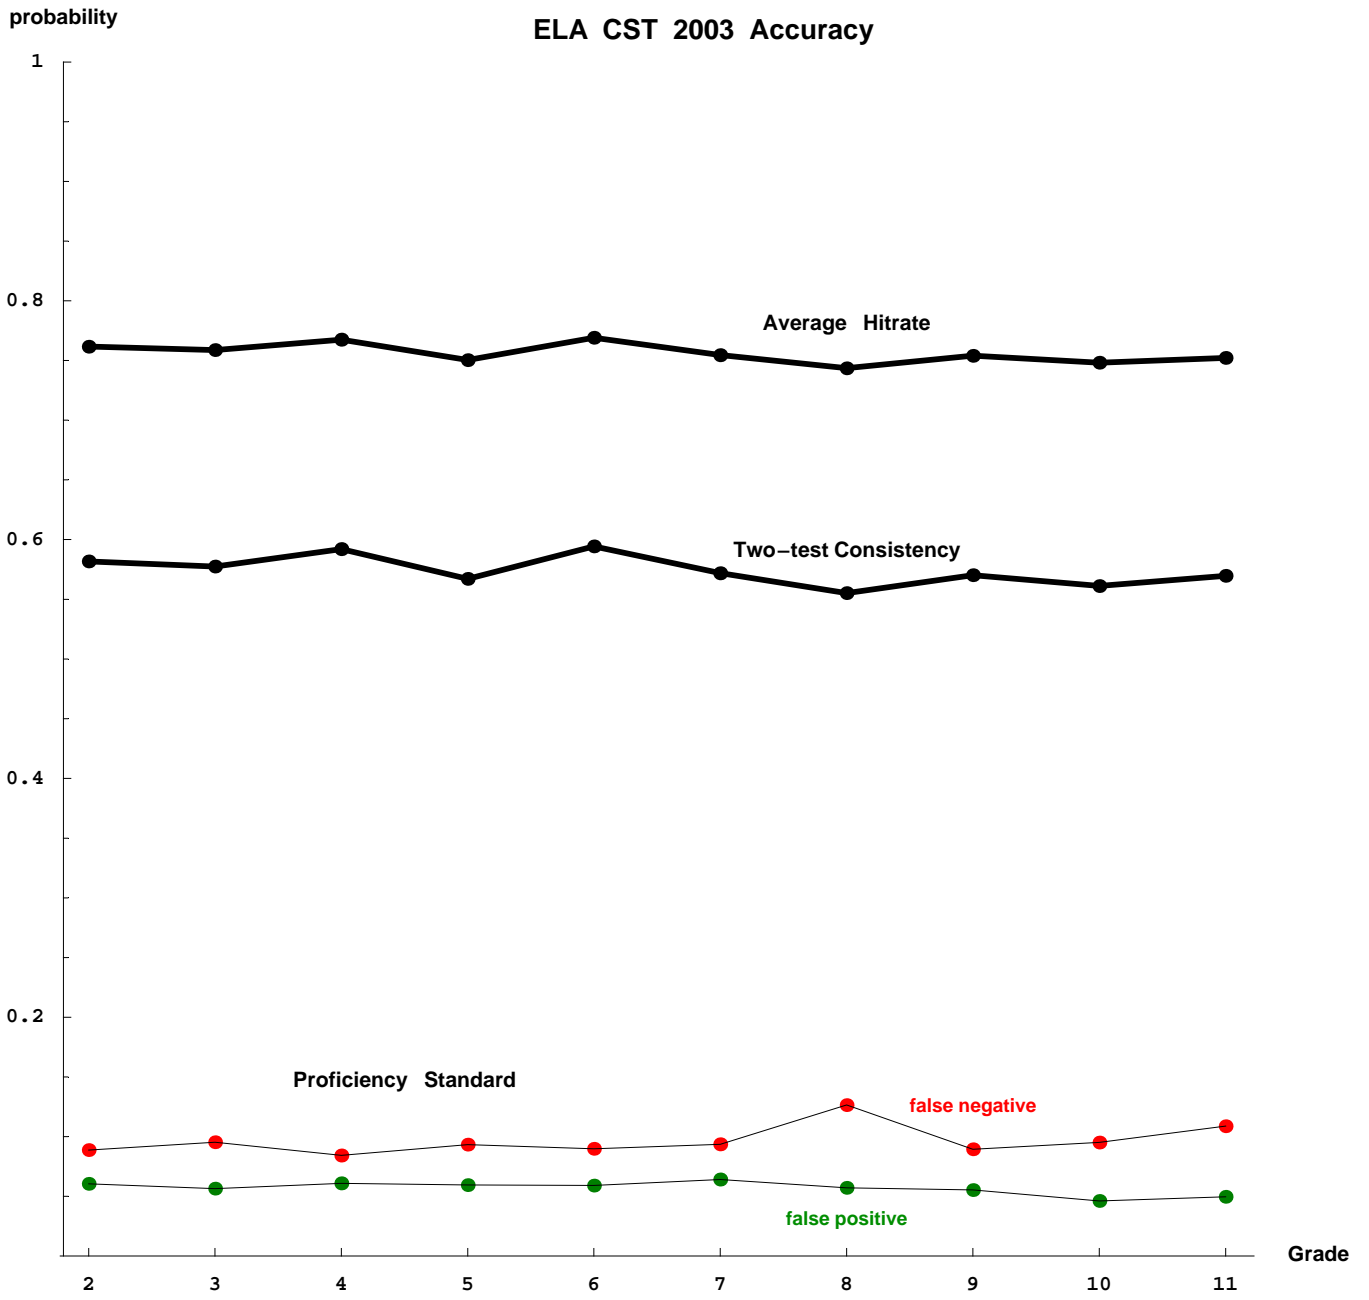 probability
ELA CST 2003 Accuracy
1
0.8
Average Hitrate
0.6
Two-test Consistency
0.4
0.2
Proficiency Standard
false negative
false positive
Grade
2 3 4 5 6 7 8 9 10 11